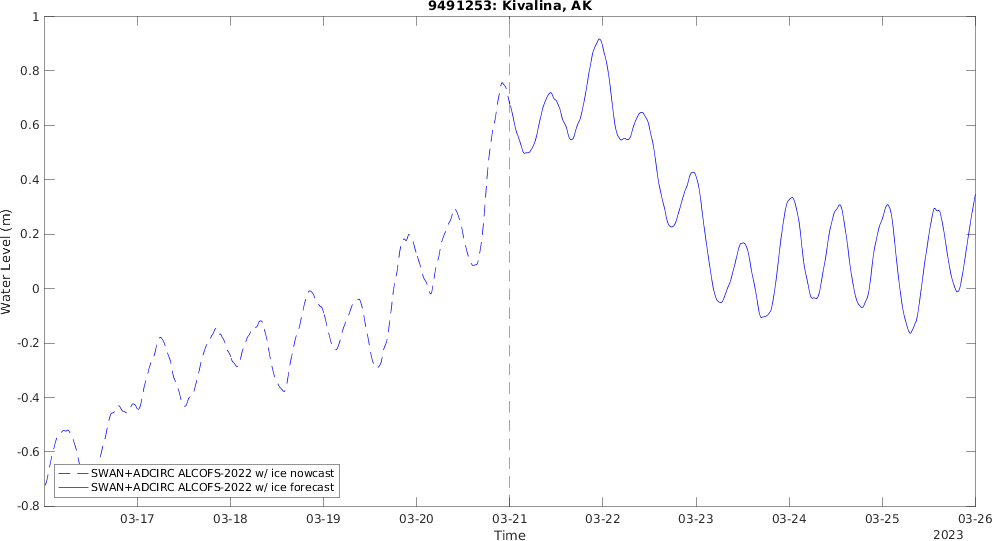 9491253: Kivalina, AK
Water Level (m)
1
0.8
0.6
0.4
0.2
0
-0.2
-0.4
-0.6
-0.8
SWAN+ADCIRC ALCOFS-2022 w/ ice nowcast
SWAN+ADCIRC ALCOFS-2022 w/ ice forecast
03-17 03-18 03-19 03-20 03-21 03-22 03-23 03-24 03-25 03-26
Time
2023